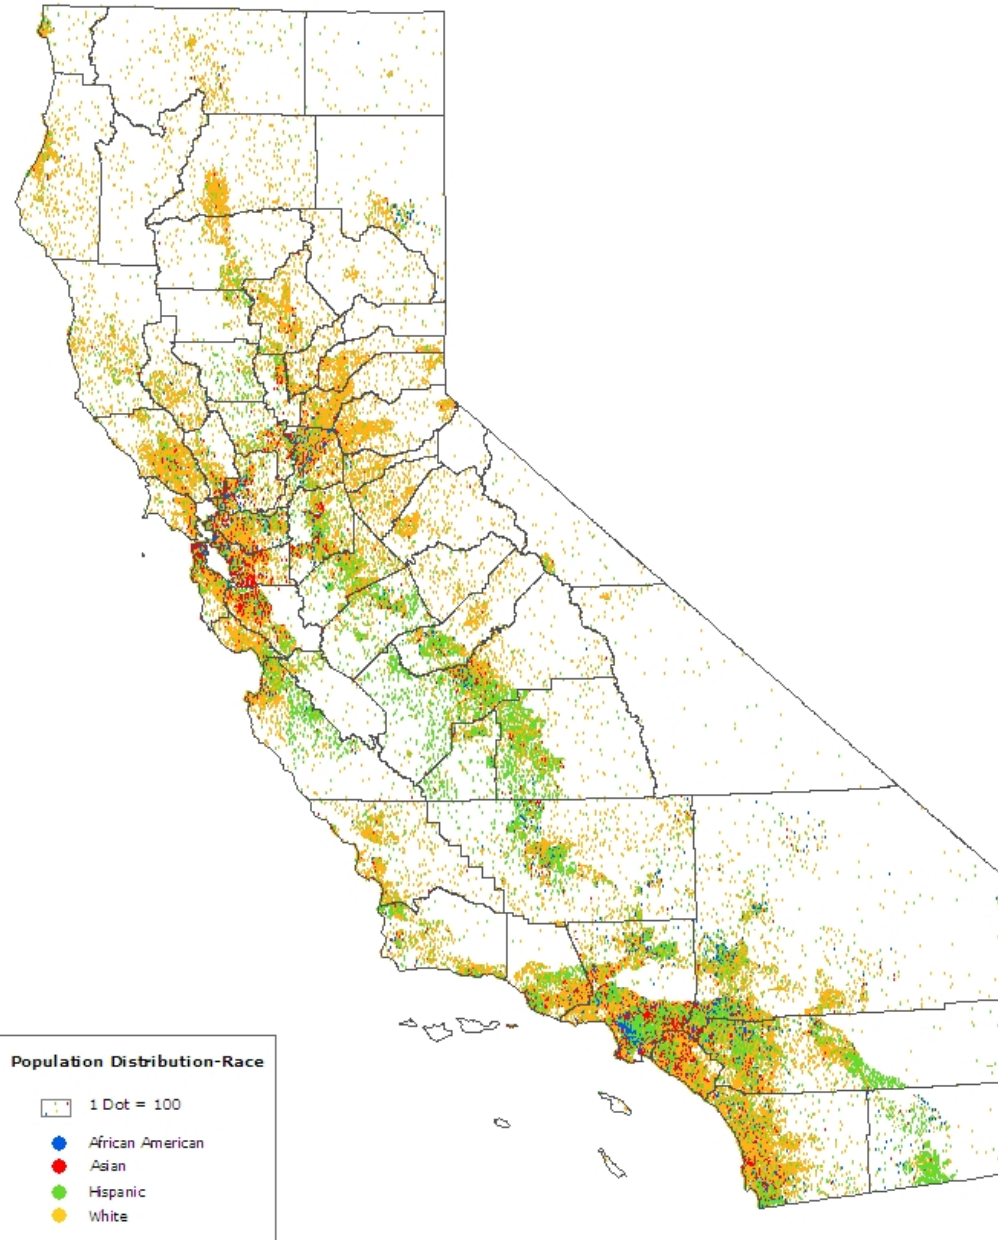 Population Distribution-Race
1 Dot = 100
African American
Asian
Hispanic
White